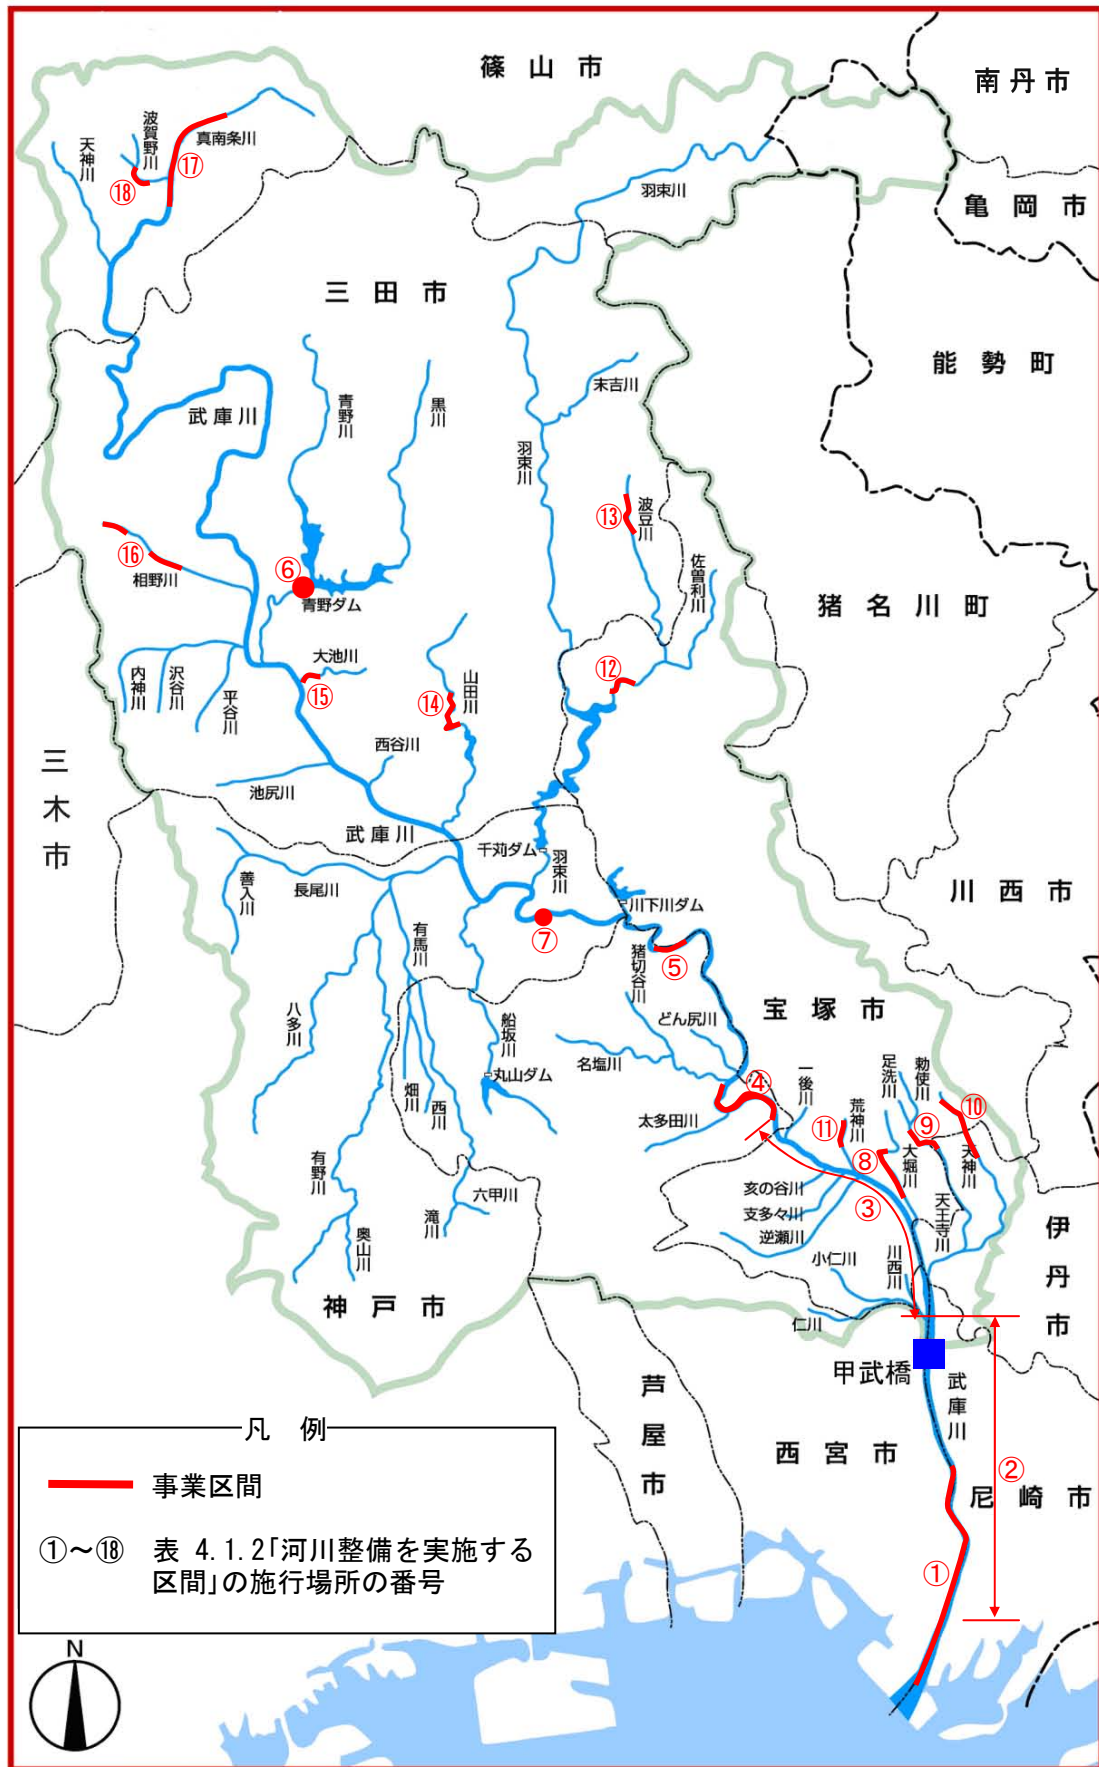 篠山市
南丹市
亀岡市
能勢町
猪名川町
川西市
三田市
三木市
宝塚市
伊丹市
神戸市
芦屋市
西宮市
尼崎市
天神川
波賀野川
真南条川
⑰
⑱
羽束川
武庫川
青野川
黒川
羽束川
末吉川
⑬
波豆川
佐曽利川
⑯
相野川
⑥
青野ダム
大池川
⑮
内神川
沢谷川
平谷川
山田川
⑭
⑫
西谷川
池尻川
武庫川
千苅ダム
羽束川
川下川ダム
⑦
⑤
善入川
長尾川
有馬川
猪切谷川
どん尻川
八多川
船坂川
丸山ダム
名塩川
畑川
西川
太多田川
④
一後川
荒神川
⑪
足洗川
勅使川
⑩
⑨
⑧
大堀川
天神川
天王寺川
有野川
奥山川
滝川
六甲川
亥の谷川
支多々川
逆瀬川
③
小仁川
川西川
仁川
甲武橋
武庫川
②
①
凡 例
事業区間
①~⑱ 表 4.1.2「河川整備を実施する
区間」の施行場所の番号
N